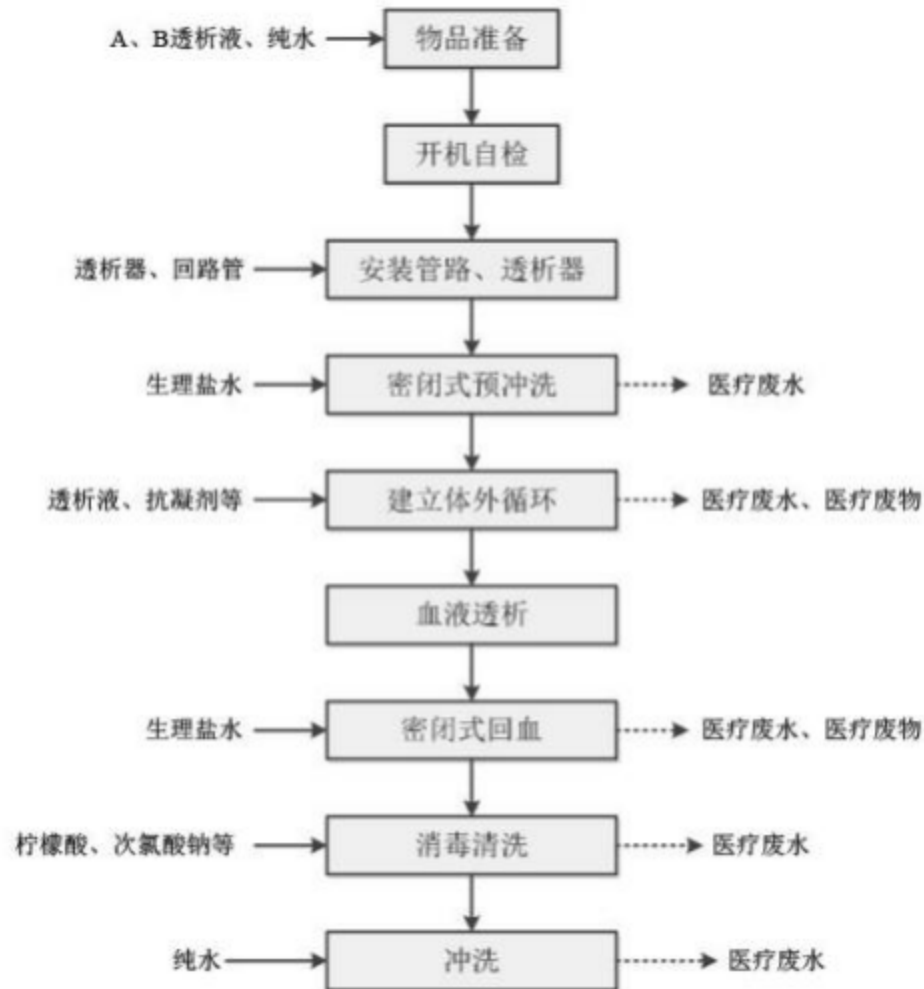 A、B透析液、纯水
物品准备
开机自检
透析器、回路管
安装管路、透析器
生理盐水
密闭式预冲洗
医疗废水
透析液、抗凝剂等
建立体外循环
医疗废水、医疗废物
血液透析
生理盐水
密闭式回血
医疗废水、医疗废物
柠檬酸、次氯酸钠等
消毒清洗
医疗废水
纯水
冲洗
医疗废水